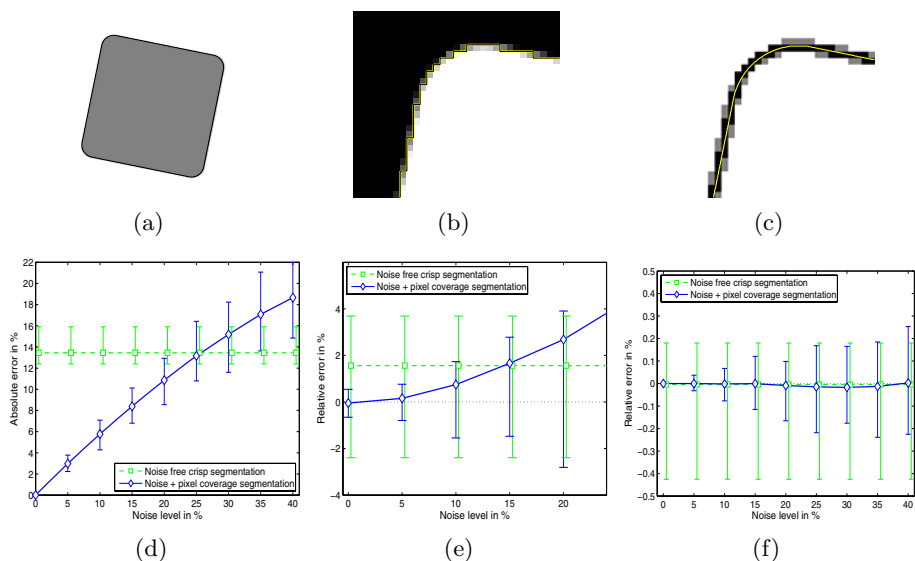 (a)
(b)
(c)
22
20
18
16
14
12
10
8
6
4
2
0
Absolute error in %
Noise free crisp segmentation
Noise + pixel coverage segmentation
0 5 10 15 20 25 30 35 40
Noise level in %
(d)
6
4
2
0
−2
−4
Relative error in %
Noise free crisp segmentation
Noise + pixel coverage segmentation
0 5 10 15 20
Noise level in %
(e)
0.5
0.4
0.3
0.2
0.1
0
−0.1
−0.2
−0.3
−0.4
−0.5
Relative error in %
Noise free crisp segmentation
Noise + pixel coverage segmentation
0 5 10 15 20 25 30 35 40
Noise level in %
(f)